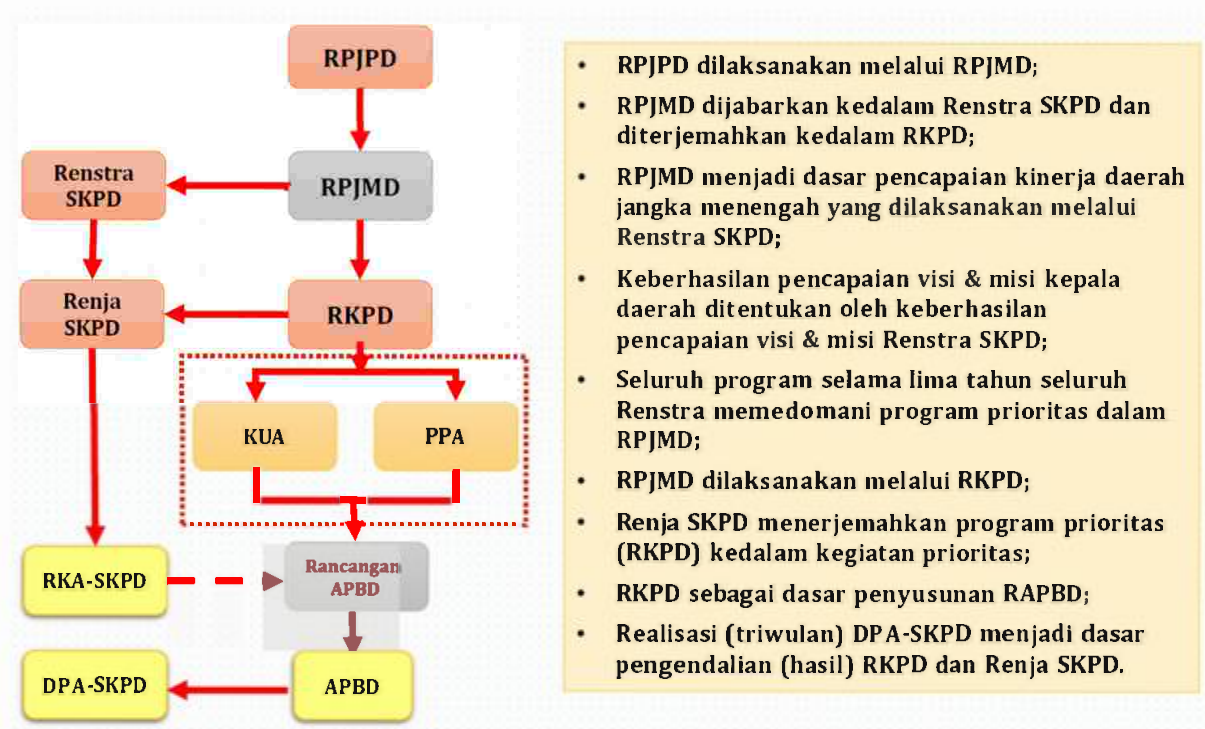 RPJPD
Renstra
SKPD
RPJMD
Renja
SKPD
RKPD
KUA
PPA
RKA-SKPD
Rancangan
APBD
DPA-SKPD
APBD
• RPJPD dilaksanakan melalui RPJMD;
• RPJMD dijabarkan kedalam Renstra SKPD dan
diterjemahkan kedalam RKPD;
• RPJMD menjadi dasar pencapaian kinerja daerah
jangka menengah yang dilaksanakan melalui
Renstra SKPD;
• Keberhasilan pencapaian visi & misi kepala
daerah ditentukan oleh keberhasilan
pencapaian visi & misi Renstra SKPD;
• Seluruh program selama lima tahun seluruh
Renstra memedomani program prioritas dalam
RPJMD;
• RPJMD dilaksanakan melalui RKPD;
• Renja SKPD menerjemahkan program prioritas
(RKPD) kedalam kegiatan prioritas;
• RKPD sebagai dasar penyusunan RAPBD;
• Realisasi (triwulan) DPA-SKPD menjadi dasar
pengendalian (hasil) RKPD dan Renja SKPD.